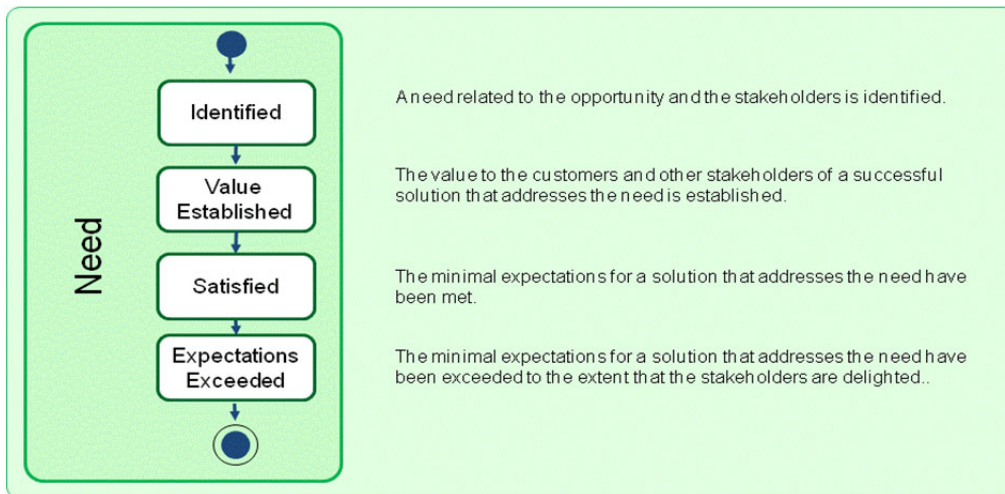 Need
Identified
A need related to the opportunity and the stakeholders is identified.
Value
Established
The value to the customers and other stakeholders of a successful
solution that addresses the need is established.
Satisfied
The minimal expectations for a solution that addresses the need have
been met.
Expectations
Exceeded
The minimal expectations for a solution that addresses the need have
been exceeded to the extent that the stakeholders are delighted..